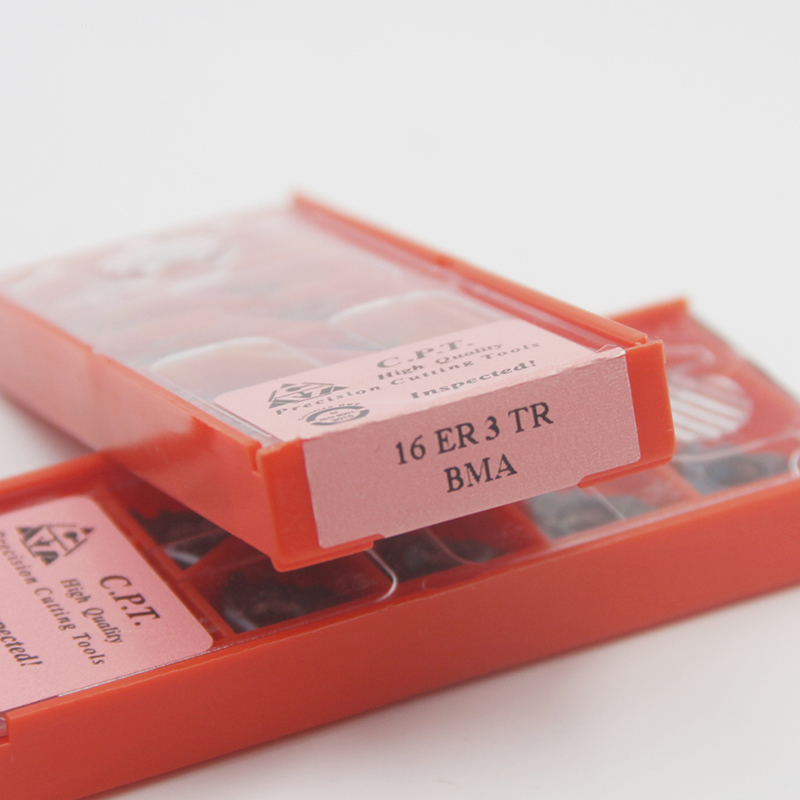 C.P.T.
High Quality
Precision Cutting Tools
Inspected!
16 ER 3 TR
BMA
C.P.T.
High Quality
Precision Cutting Tools